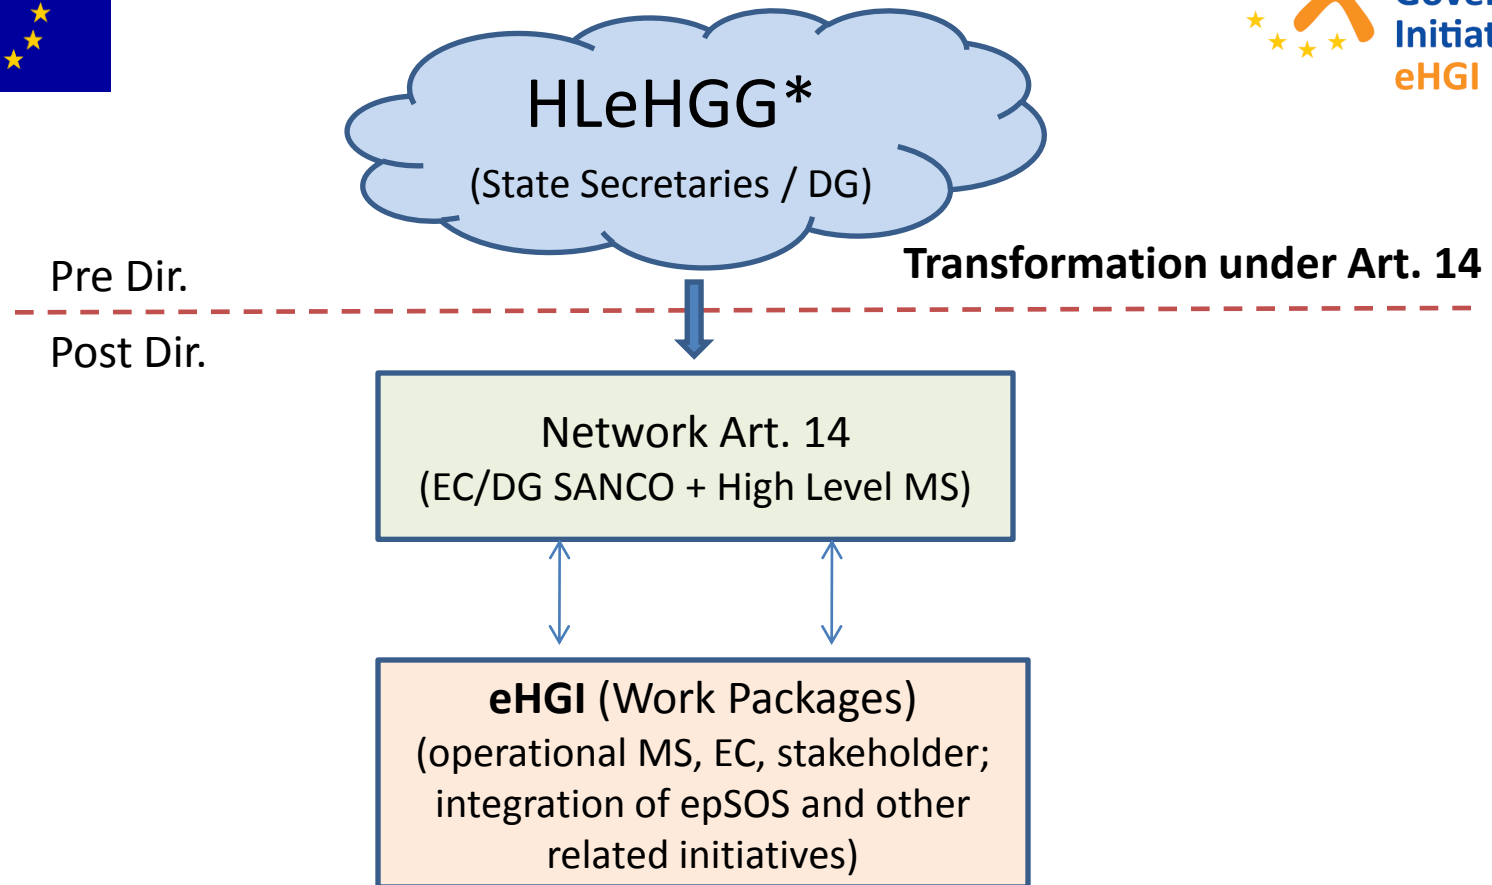 Initiat
eHGI
HLeHGG*
(State Secretaries / DG)
Transformation under Art. 14
Pre Dir.
Post Dir.
Network Art. 14
(EC/DG SANCO + High Level MS)
eHGI (Work Packages)
(operational MS, EC, stakeholder;
integration of epSOS and other
related initiatives)